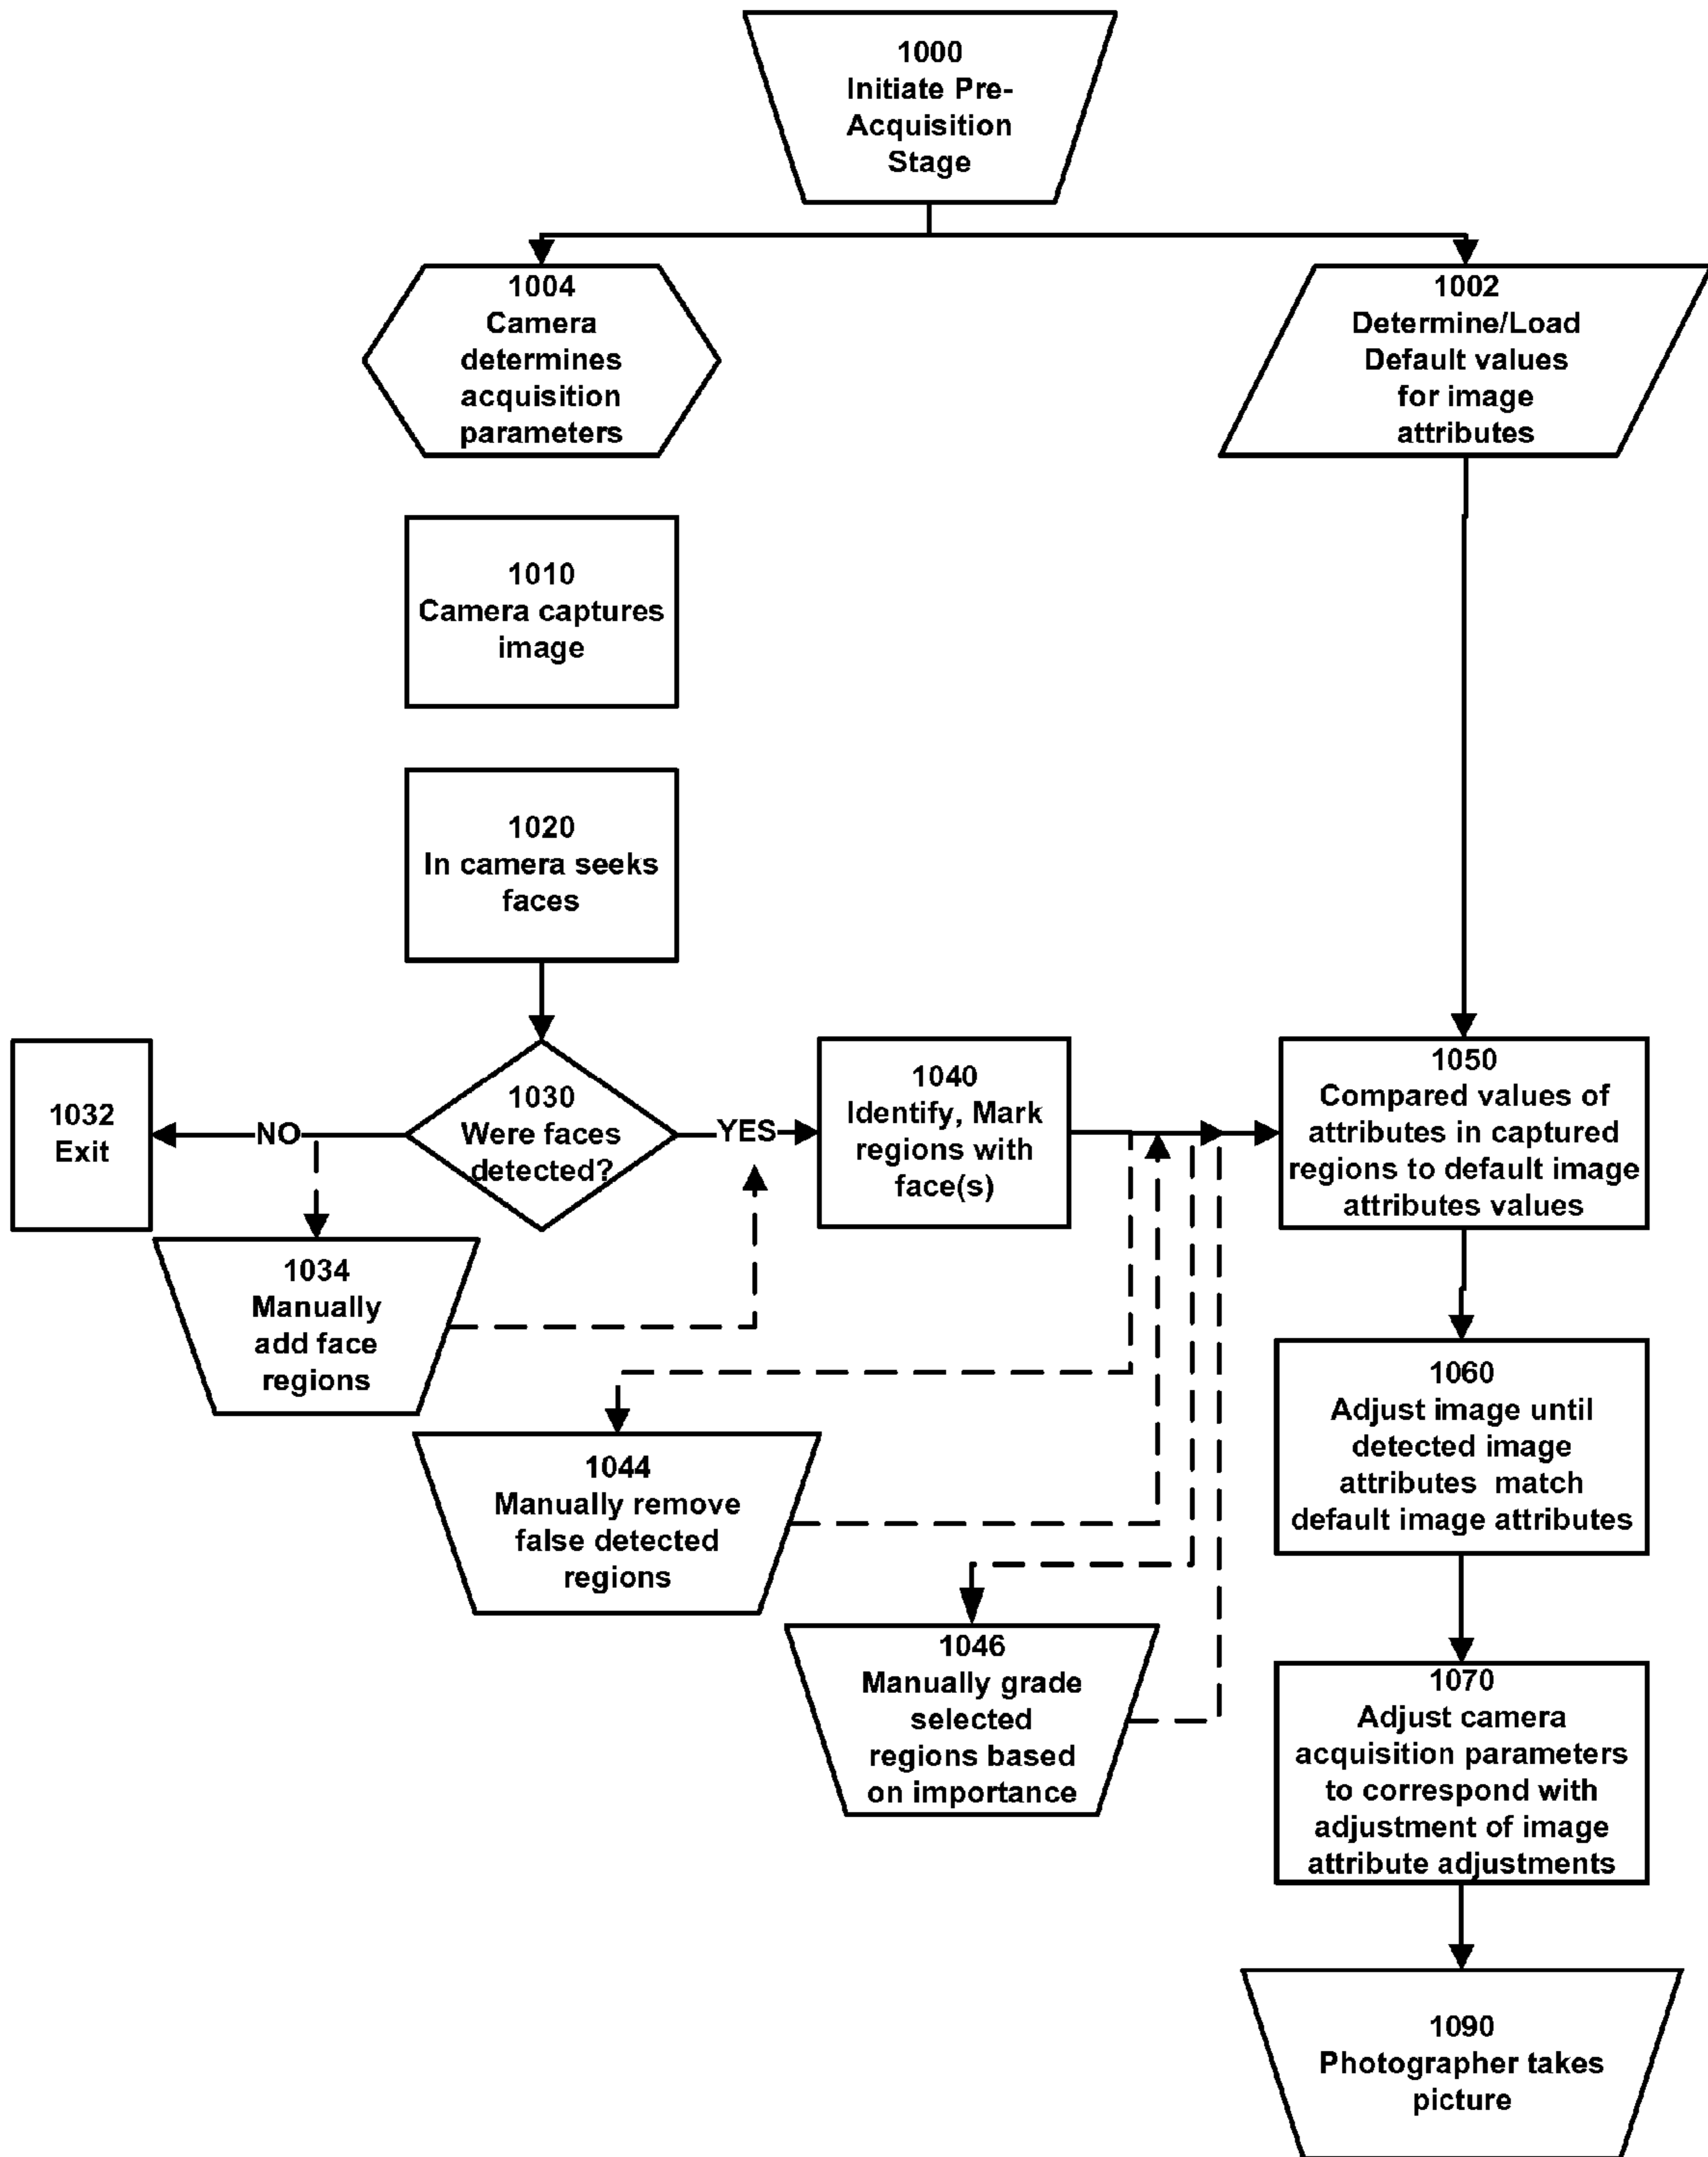 1000
Initiate Pre-
Acquisition
Stage
1004
Camera
determines
acquisition
parameters
1002
Determine/Load
Default values
for image
attributes
1010
Camera captures
image
1020
In camera seeks
faces
1032
Exit
NO
1030
Were faces
detected?
YES
1040
Identify, Mark
regions with
face(s)
1050
Compared values of
attributes in captured
regions to default image
attributes values
1034
Manually
add face
regions
1044
Manually remove
false detected
regions
1046
Manually grade
selected
regions based
on importance
1060
Adjust image until
detected image
attributes match
default image attributes
1070
Adjust camera
acquisition parameters
to correspond with
adjustment of image
attribute adjustments
1090
Photographer takes
picture